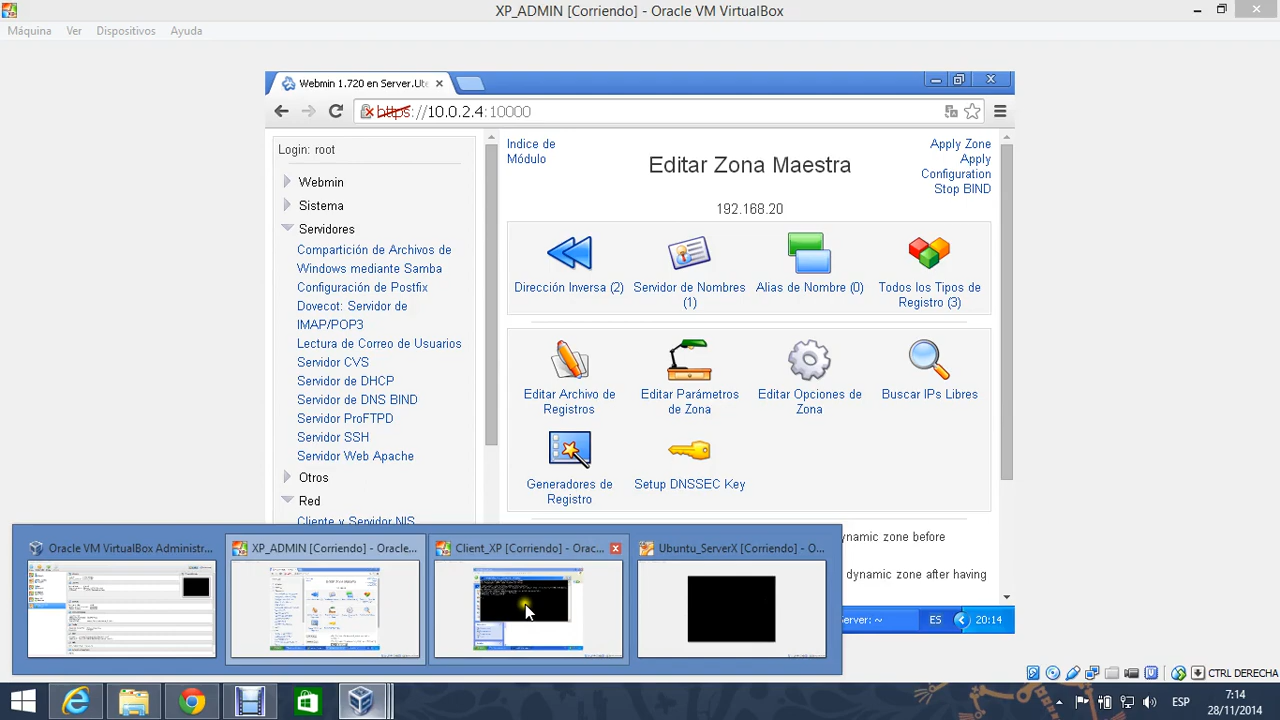 XP_ADMIN [Corriendo] - Oracle VM VirtualBox
Máquina Ver Dispositivos Ayuda
Webmin 1.720 en Server.Ute
https://10.0.2.4:10000
Login: root
Webmin
Sistema
Servidores
Compartición de Archivos de
Windows mediante Samba
Configuración de Postfix
Dovecot: Servidor de
IMAP/POP3
Lectura de Correo de Usuarios
Servidor CVS
Servidor de DHCP
Servidor de DNS BIND
Servidor ProFTPD
Servidor SSH
Servidor Web Apache
Otros
Red
Cliente y Servidor NIS
Indice de
Módulo
Editar Zona Maestra
192.168.20
Apply Zone
Apply
Configuration
Stop BIND
Dirección Inversa (2)
Servidor de Nombres
(1)
Alias de Nombre (0)
Todos los Tipos de
Registro (3)
Editar Archivo de
Registros
Editar Parámetros
de Zona
Editar Opciones de
Zona
Buscar IPs Libres
Generadores de
Registro
Setup DNSSEC Key
ynamic zone before
dynamic zone after having
Oracle VM VirtualBox Administr...
XP_ADMIN [Corriendo] - Oracle...
Client_XP [Corriendo] - Orac...
Ubuntu_ServerX [Corriendo] - O...
erver: ~
ES
20:14
CTRL DERECHA
ESP
7:14
28/11/2014